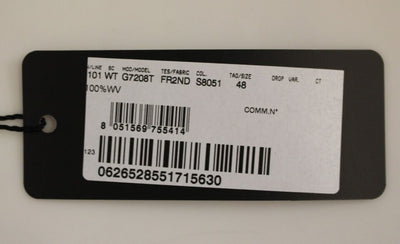 /LINE SC MOD/MODEL TES/FABRIC COL. TAG/SIZE DROP VAR. CT
101 WT G7208T FR2ND S8051 48
100%WV
COMM.N°
8 051569 755414
123
0626528551715630